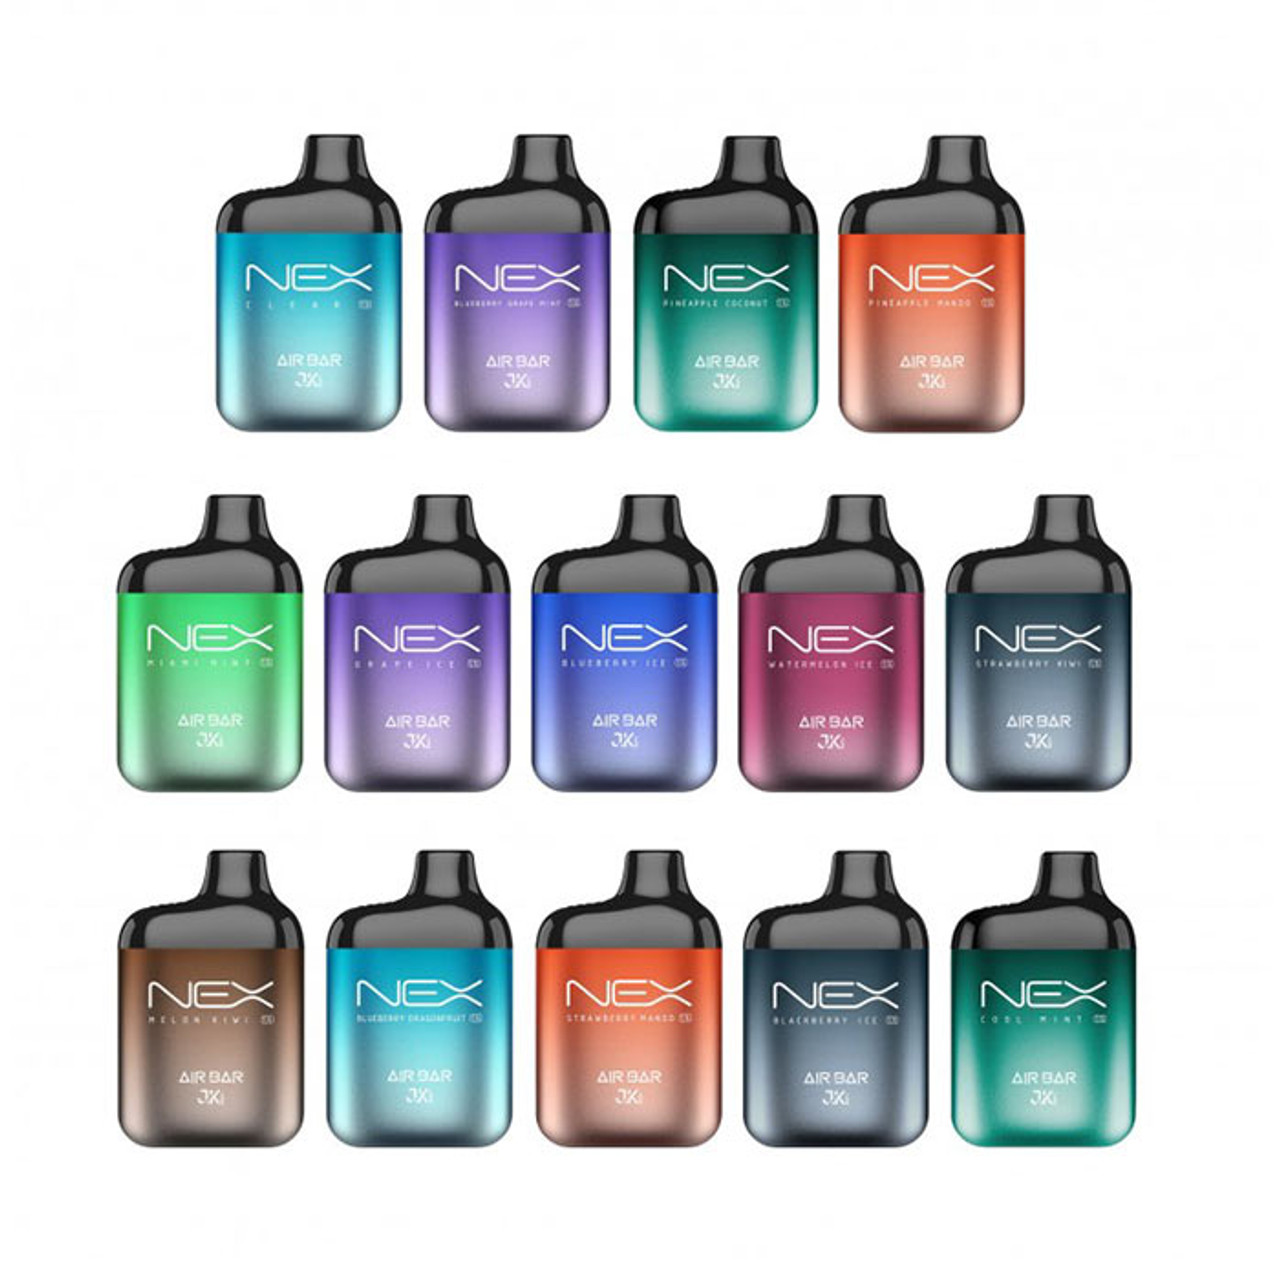 NEX
CLEAR
AIR BAR
NEX
BLUEBERRY GRAPE MINT
AIR BAR
NEX
PINEAPPLE COCONUT
AIR BAR
NEX
PINEAPPLE MANGO
AIR BAR
NEX
MIAMI MINT
AIR BAR
NEX
GRAPE ICE
AIR BAR
NEX
BLUEBERRY ICE
AIR BAR
NEX
WATERMELON ICE
AIR BAR
NEX
STRAWBERRY KIWI
AIR BAR
NEX
MELON KIWI
AIR BAR
NEX
BLUEBERRY DRAGONFRUIT
AIR BAR
NEX
STRAWBERRY MANGO
AIR BAR
NEX
BLACKBERRY ICE
AIR BAR
NEX
COOL MINT
AIR BAR